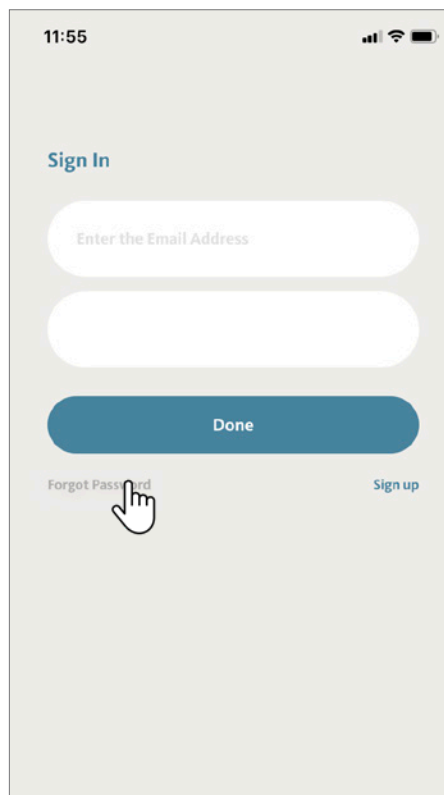 11:55
Sign In
Enter the Email Address
Done
Forgot Password
Sign up